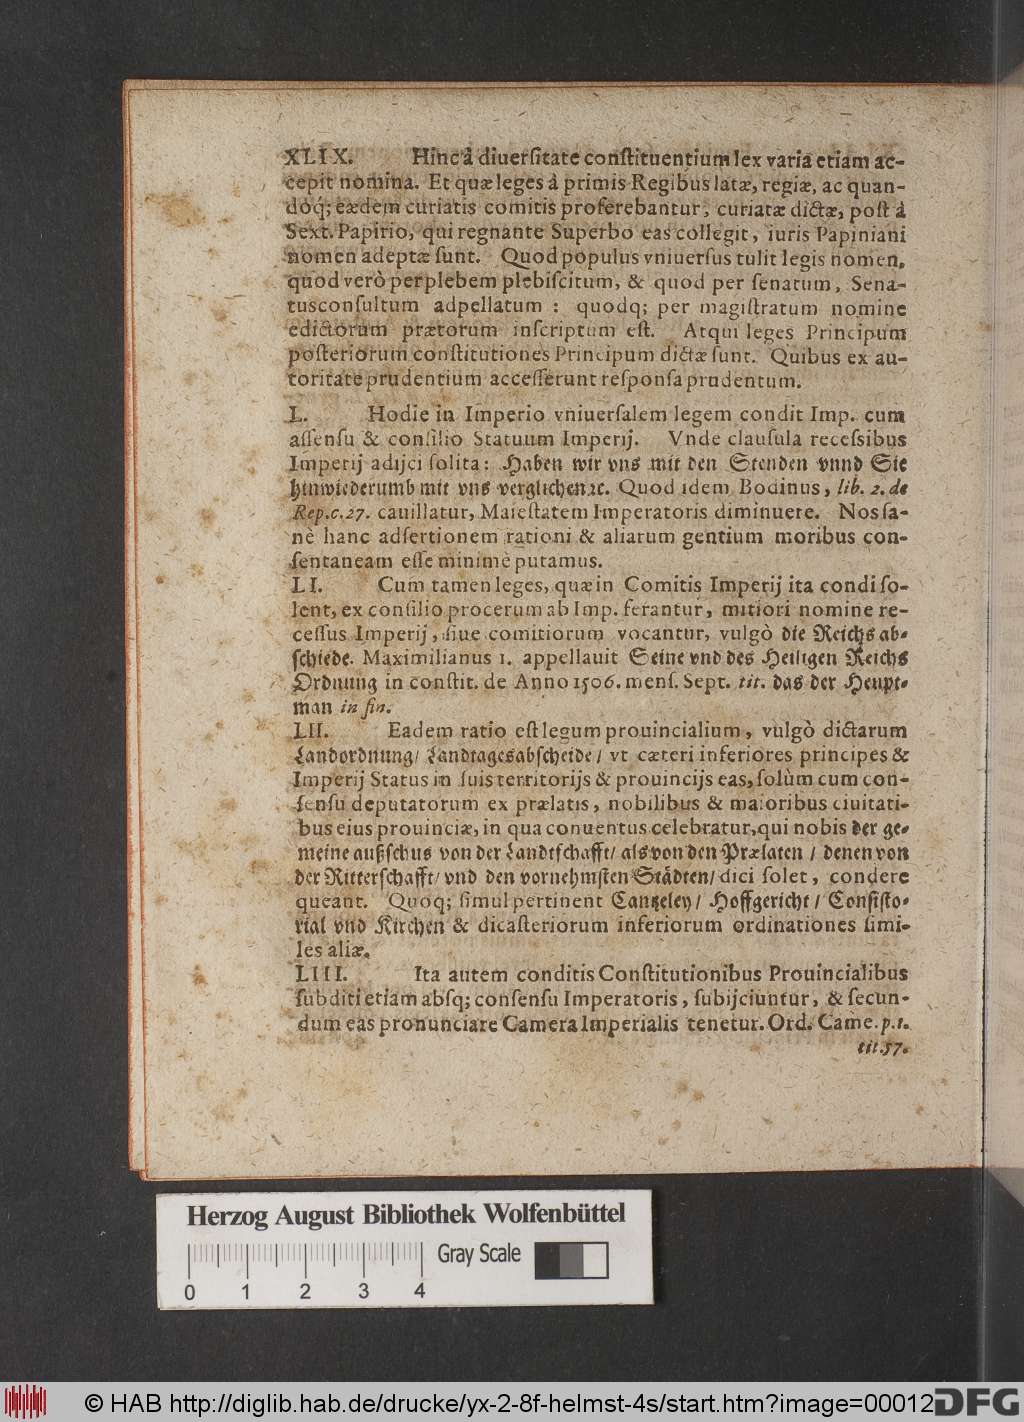 XLIX. Hinc â diuerſitate conſtituentium lex varia etiam ac-
cepit nomina. Et quæ leges â primis Regibus latæ, regiæ, ac quan-
doq́; eædem curiatis comitis proferebantur, curiatæ dictæ, poſt â
Sext. Papirio, qui regnante Superbo eas collegit, iuris Papiniani
nomen adeptæ ſunt. Quod populus vniuerſus tulit legis nomen,
quod verò per plebem plebiſcitum, & quod per ſenatum, Sena-
tusconſultum adpellatum : quodq; per magiſtratum nomine
edictorum prætorum inſcriptum eſt. Atqui leges Principum
poſteriorum conſtitutiones Principum dictæ ſunt. Quibus ex au-
toritate prudentium acceſſerunt reſponſa prudentum.
L. Hodie in Imperio vniuerſalem legem condit Imp. cum
aſſenſu & conſilio Statuum Imperij. Vnde clauſula receſsibus
Imperij adijci ſolita: Haben wir vns mit den Stenden vnnd Sie
hinwiederumb mit vns verglichen ꝛc. Quod idem Bodinus, lib. 2. de
Rep. c. 27. cauillatur, Maieſtatem Imperatoris diminuere. Nos ſa-
nè hanc adſertionem rationi & aliarum gentium moribus con-
ſentaneam eſſe minimè putamus.
LI. Cum tamen leges, quæ in Comitis Imperij ita condi ſo-
lent, ex conſilio procerum ab Imp. ferantur, mitiori nomine re-
ceſſus Imperij, ſiue comitiorum vocantur, vulgò die Reichs ab-
ſchiede. Maximilianus 1. appellauit Seine vnd des Heiligen Reichs
Ordnung in conſtit. de Anno 1506. menſ. Sept. tit. das der Heupt-
man in fin.
LII. Eadem ratio eſt legum prouincialium, vulgò dictarum
Landordnung/ Landtagesabſcheide/ vt cæteri inferiores principes &
Imperij Status in ſuis territorijs & prouincijs eas, ſolùm cum con-
ſenſu deputatorum ex prælatis, nobilibus & maioribus ciuitati-
bus eius prouinciæ, in qua conuentus celebratur, qui nobis der ge-
meine außſchus von der Landtſchafft/ als von den Prælaten / denen von
der Ritterſchafft/ vnd den vornehmſten Städten/ dici ſolet, condere
queant. Quoq; ſimul pertinent Cantzeley/ Hoffgericht/ Conſiſto-
rial vnd Kirchen & dicaſteriorum inferiorum ordinationes ſimi-
les aliæ.
LIII. Ita autem conditis Conſtitutionibus Prouincialibus
ſubditi etiam abſq; conſenſu Imperatoris, ſubijciuntur, & ſecun-
dum eas pronunciare Camera Imperialis tenetur. Ord. Came. p. 1.
tit. 57.
Herzog August Bibliothek Wolfenbüttel
Gray Scale
0 1 2 3 4
© HAB http://diglib.hab.de/drucke/yx-2-8f-helmst-4s/start.htm?image=00012
DFG